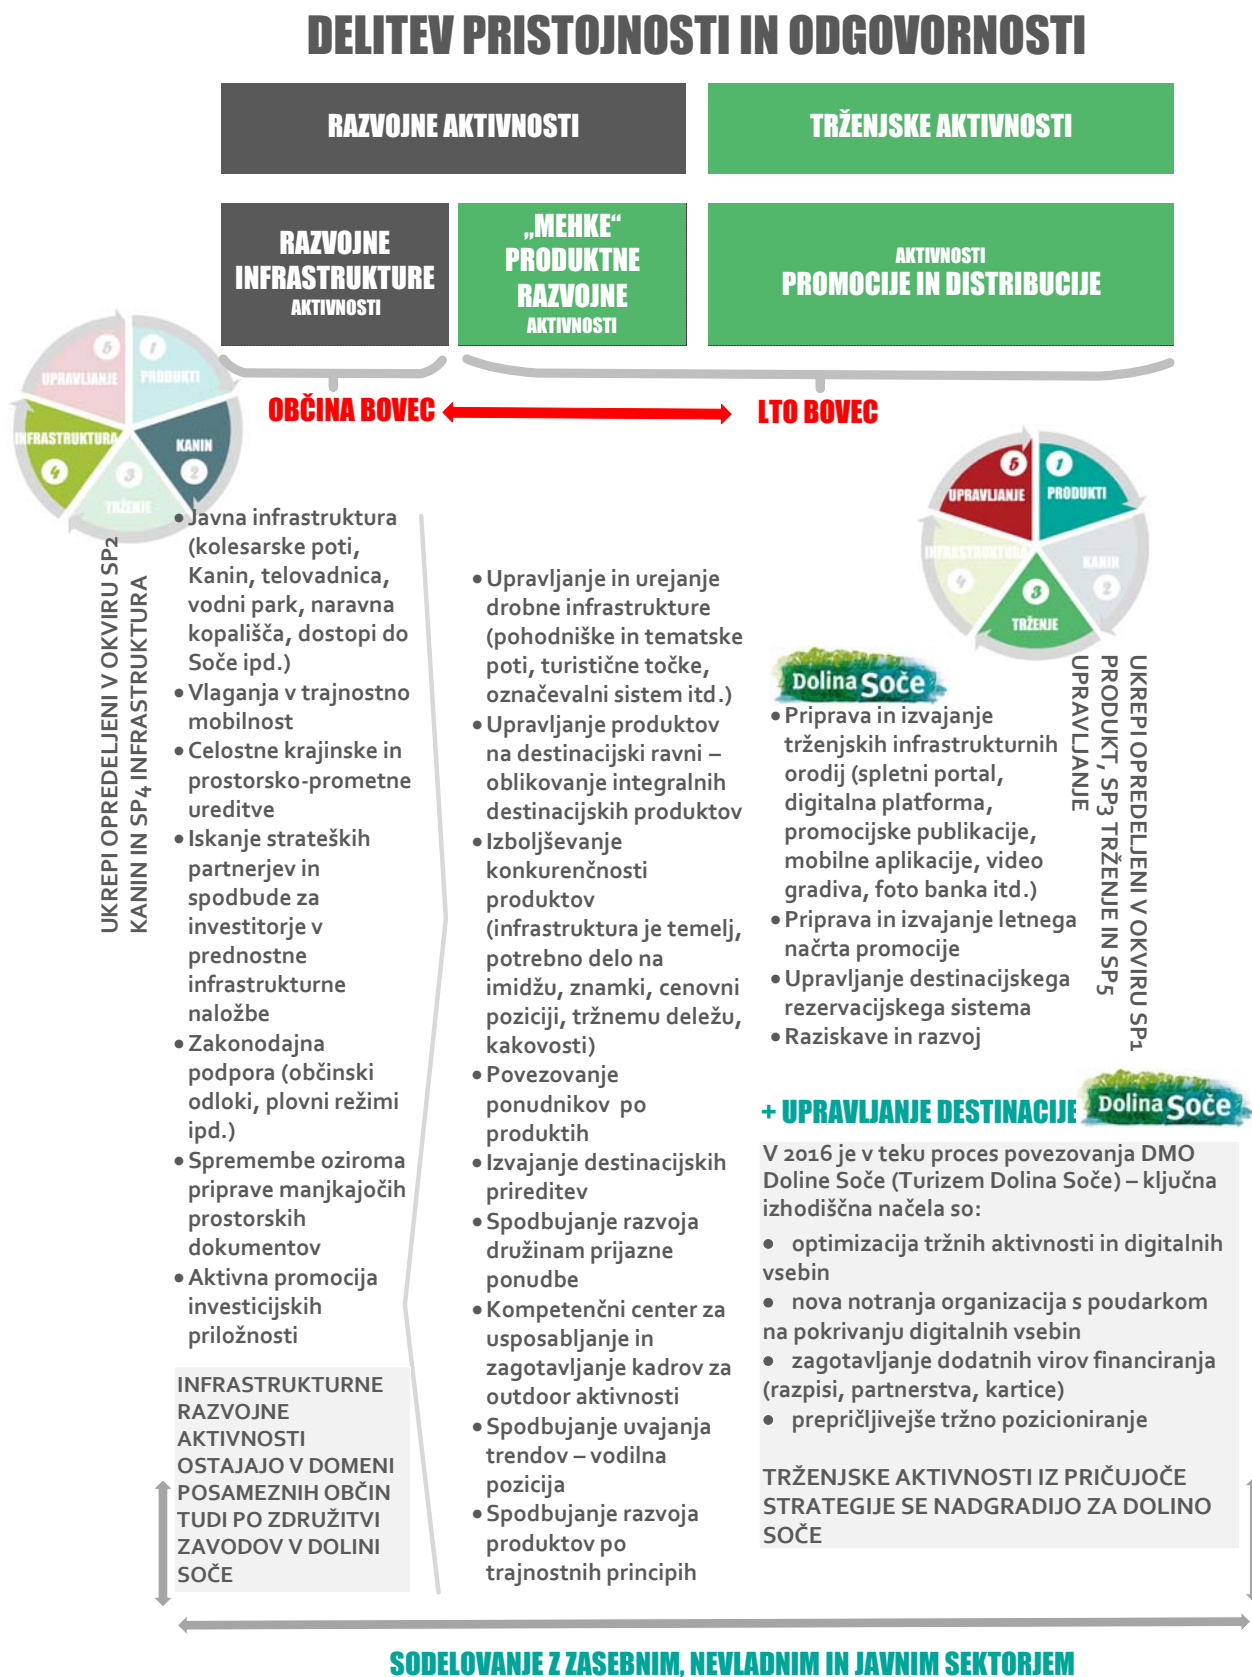 DELITEV PRISTOJNOSTI IN ODGOVORNOSTI
RAZVOJNE AKTIVNOSTI
TRŽENJSKE AKTIVNOSTI
RAZVOJNE
INFRASTRUKTURE
AKTIVNOSTI
„MEHKE“
PRODUKTNE
RAZVOJNE
AKTIVNOSTI
AKTIVNOSTI
PROMOCIJE IN DISTRIBUCIJE
OBČINA BOVEC
LTO BOVEC
5
UPRAVLJANJE
1
PRODUKTI
INFRASTRUKTURA
4
3
TRŽENJE
KANIN
2
UKREPI OPREDELJENI V OKVIRU SP2
KANIN IN SP4 INFRASTRUKTURA
• Javna infrastruktura
(kolesarske poti,
Kanin, telovadnica,
vodni park, naravna
kopališča, dostopi do
Soče ipd.)
• Vlaganja v trajnostno
mobilnost
• Celostne krajinske in
prostorsko-prometne
ureditve
• Iskanje strateških
partnerjev in
spodbude za
investitorje v
prednostne
infrastrukturne
naložbe
• Zakonodajna
podpora (občinski
odloki, plovni režimi
ipd.)
• Spremembe oziroma
priprave manjkajočih
prostorskih
dokumentov
• Aktivna promocija
investicijskih
priložnosti
INFRASTRUKTURNE
RAZVOJNE
AKTIVNOSTI
OSTAJAJO V DOMENI
POSAMEZNIH OBČIN
TUDI PO ZDRUŽITVI
ZAVODOV V DOLINI
SOČE
• Upravljanje in urejanje
drobne infrastrukture
(pohodniške in tematske
poti, turistične točke,
označevalni sistem itd.)
• Upravljanje produktov
na destinacijski ravni –
oblikovanje integralnih
destinacijskih produktov
• Izboljševanje
konkurenčnosti
produktov
(infrastruktura je temelj,
potrebno delo na
imidžu, znamki, cenovni
poziciji, tržnemu deležu,
kakovosti)
• Povezovanje
ponudnikov po
produktih
• Izvajanje destinacijskih
prireditev
• Spodbujanje razvoja
družinam prijazne
ponudbe
• Kompetenčni center za
usposabljanje in
zagotavljanje kadrov za
outdoor aktivnosti
• Spodbujanje uvajanja
trendov – vodilna
pozicija
• Spodbujanje razvoja
produktov po
trajnostnih principih
5
UPRAVLJANJE
1
PRODUKTI
INFRASTRUKTURA
4
KANIN
2
3
TRŽENJE
UKREPI OPREDELJENI V OKVIRU SP1
PRODUKT, SP3 TRŽENJE IN SP5
UPRAVLJANJE
Dolina Soče
• Priprava in izvajanje
trženjskih infrastrukturnih
orodij (spletni portal,
digitalna platforma,
promocijske publikacije,
mobilne aplikacije, video
gradiva, foto banka itd.)
• Priprava in izvajanje letnega
načrta promocije
• Upravljanje destinacijskega
rezervacijskega sistema
• Raziskave in razvoj
+ UPRAVLJANJE DESTINACIJE
Dolina Soče
V 2016 je v teku proces povezovanja DMO
Doline Soče (Turizem Dolina Soče) – ključna
izhodiščna načela so:
• optimizacija tržnih aktivnosti in digitalnih
vsebin
• nova notranja organizacija s poudarkom
na pokrivanju digitalnih vsebin
• zagotavljanje dodatnih virov financiranja
(razpisi, partnerstva, kartice)
• prepričljivejše tržno pozicioniranje
TRŽENJSKE AKTIVNOSTI IZ PRIČUJOČE
STRATEGIJE SE NADGRADIJO ZA DOLINO
SOČE
SODELOVANJE Z ZASEBNIM, NEVLADNIM IN JAVNIM SEKTORJEM